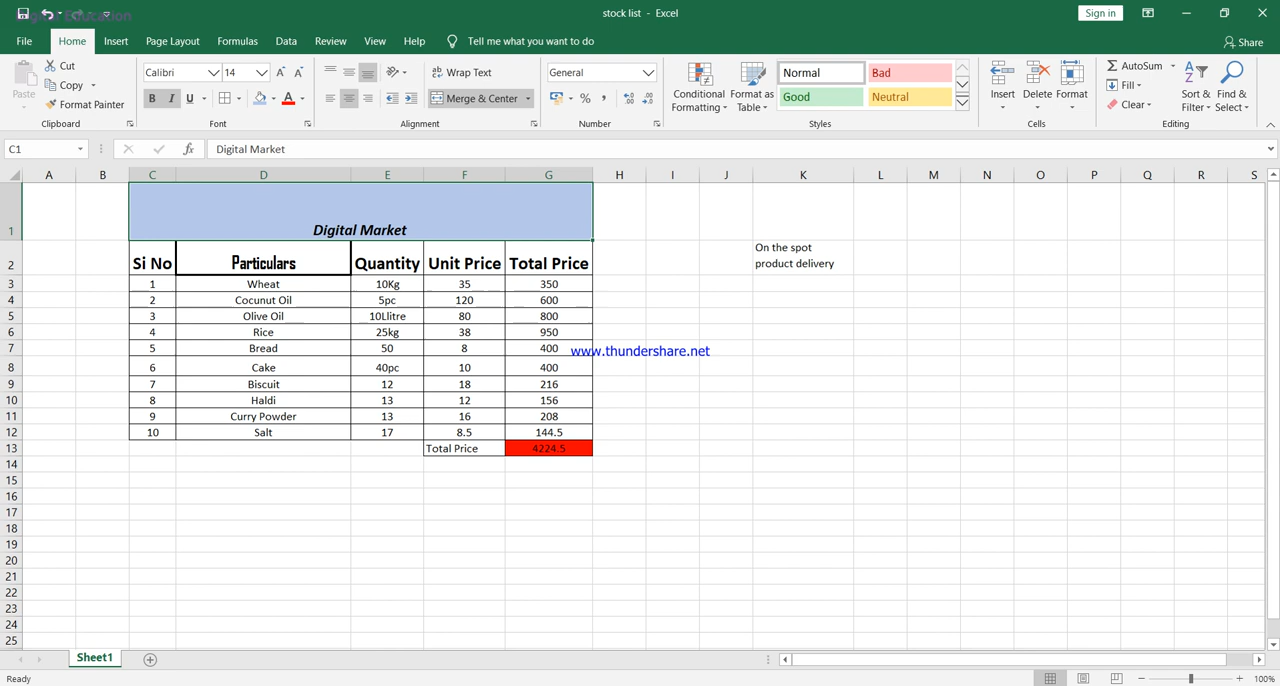 Digital Education
stock list - Excel
Sign in
File Home Insert Page Layout Formulas Data Review View Help Tell me what you want to do
Share
Paste
Cut
Copy
Format Painter
Clipboard
Calibri 14
B I U
Font
Wrap Text
Merge & Center
Alignment
General
Number
Conditional Formatting
Format as Table
Normal Bad
Good Neutral
Styles
Insert Delete Format
Cells
AutoSum
Fill
Clear
Sort & Filter
Find & Select
Editing
C1 fx Digital Market
A B C D E F G H I J K L M N O P Q R S
1 Digital Market
2 Si No Particulars Quantity Unit Price Total Price On the spot product delivery
3 1 Wheat 10Kg 35 350
4 2 Cocunut Oil 5pc 120 600
5 3 Olive Oil 10Llitre 80 800
6 4 Rice 25kg 38 950
7 5 Bread 50 8 400
www.thundershare.net
8 6 Cake 40pc 10 400
9 7 Biscuit 12 18 216
10 8 Haldi 13 12 156
11 9 Curry Powder 13 16 208
12 10 Salt 17 8.5 144.5
13 Total Price 4224.5
14
15
16
17
18
19
20
21
22
23
24
25
Sheet1
Ready
100%